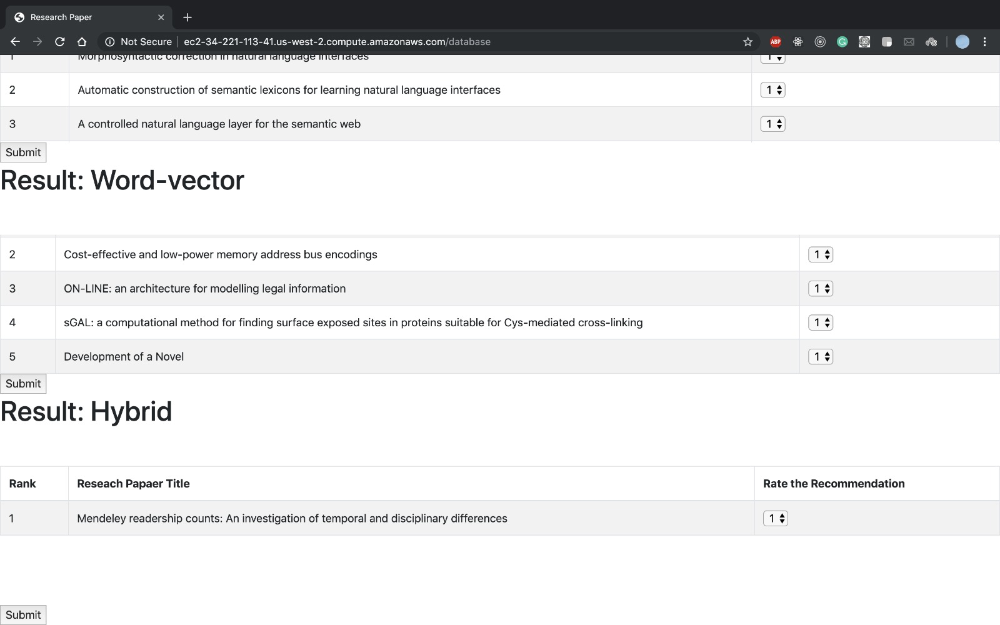 Research Paper
Not Secure ec2-34-221-113-41.us-west-2.compute.amazonaws.com/database ABP G
1 Morphosyntactic correction in natural language interfaces 1
2 Automatic construction of semantic lexicons for learning natural language interfaces 1
3 A controlled natural language layer for the semantic web 1
Submit
Result: Word-vector
2 Cost-effective and low-power memory address bus encodings 1
3 ON-LINE: an architecture for modelling legal information 1
4 sGAL: a computational method for finding surface exposed sites in proteins suitable for Cys-mediated cross-linking 1
5 Development of a Novel 1
Submit
Result: Hybrid
Rank Reseach Papaer Title Rate the Recommendation
1 Mendeley readership counts: An investigation of temporal and disciplinary differences 1
Submit